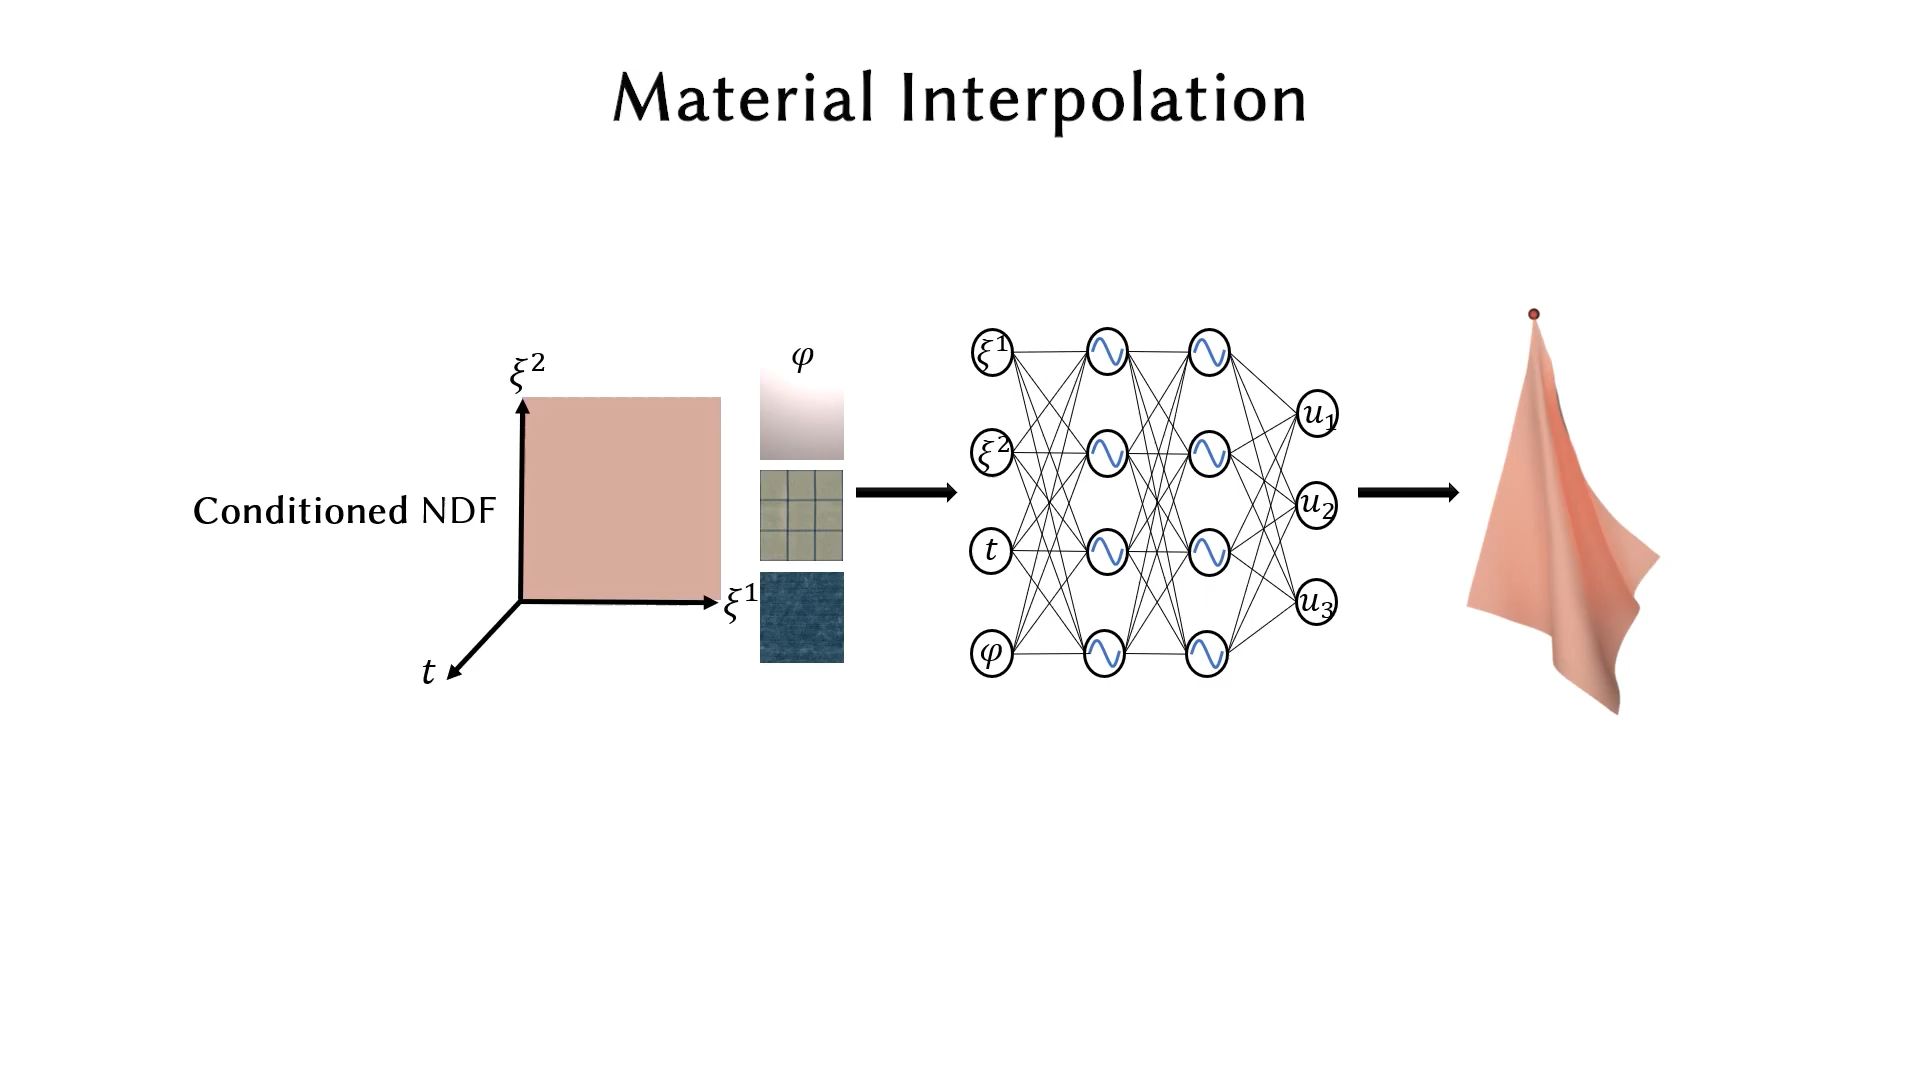 Material Interpolation
Conditioned NDF
ξ²
ξ¹
t
φ
ξ¹
ξ²
t
φ
u₁
u₂
u₃